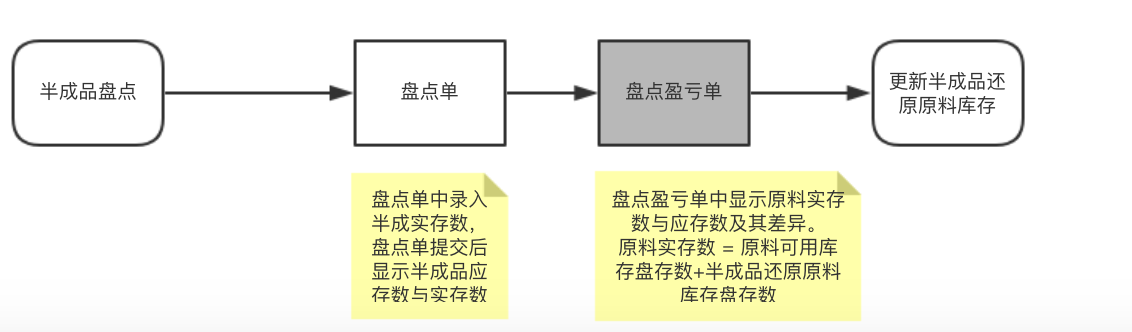 半成品盘点
盘点单
盘点盈亏单
更新半成品还
原原料库存
盘点单中录入
半成实存数，
盘点单提交后
显示半成品应
存数与实存数
盘点盈亏单中显示原料实存
数与应存数及其差异。
原料实存数 = 原料可用库
存盘存数+半成品还原原料
库存盘存数